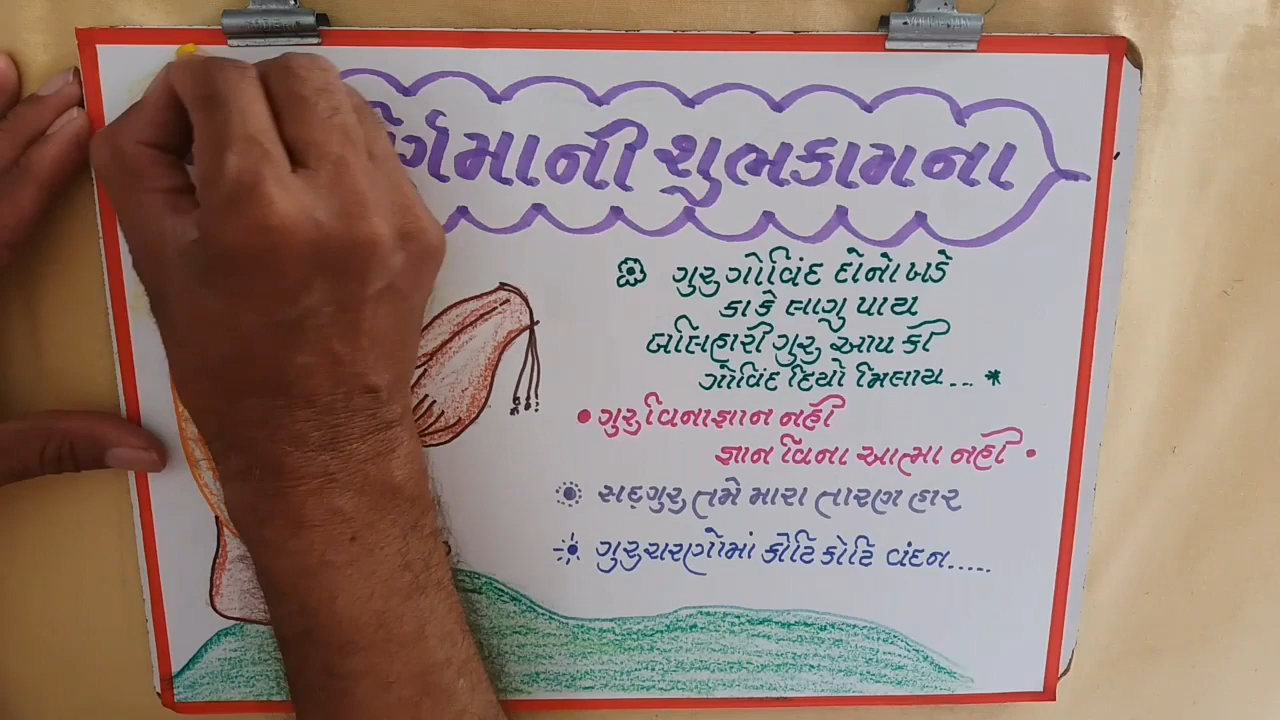 શુભકામના
ગુરુ ગોવિંદ દોનો ખડે
કાકે લાગુ પાય
બલિહારી ગુરુ આપ કી
ગોવિંદ દિયો મિલાય... *
• ગુરુ વિના જ્ઞાન નહી
જ્ઞાન વિના આત્મા નહી •
સદ્ગુરુ તમે મારા તારણ હાર
ગુરુચરણોમાં કોટિ કોટિ વંદન.....